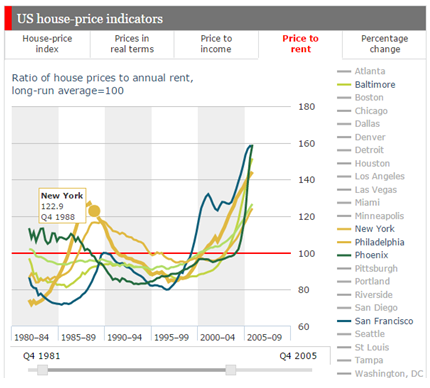 US house-price indicators
House-price index
Prices in real terms
Price to income
Price to rent
Percentage change
Ratio of house prices to annual rent,
long-run average=100
180
160
140
120
100
80
60
New York
122.9
Q4 1988
1980–84
1985–89
1990–94
1995–99
2000–04
2005–09
Q4 1981
Q4 2005
Atlanta
Baltimore
Boston
Chicago
Dallas
Denver
Detroit
Houston
Los Angeles
Las Vegas
Miami
Minneapolis
New York
Philadelphia
Phoenix
Pittsburgh
Portland
Riverside
San Diego
San Francisco
Seattle
St Louis
Tampa
Washington, DC